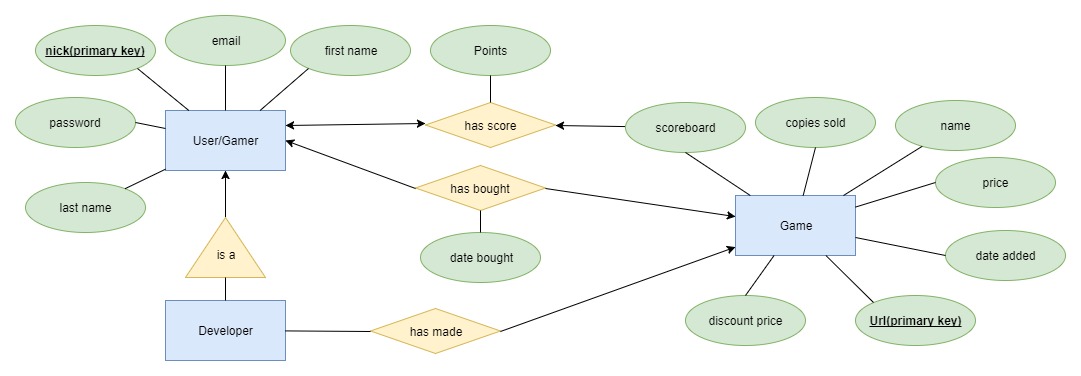 nick(primary key)
email
first name
Points
password
User/Gamer
has score
scoreboard
copies sold
name
last name
has bought
price
Game
is a
date bought
date added
Developer
has made
discount price
Url(primary key)